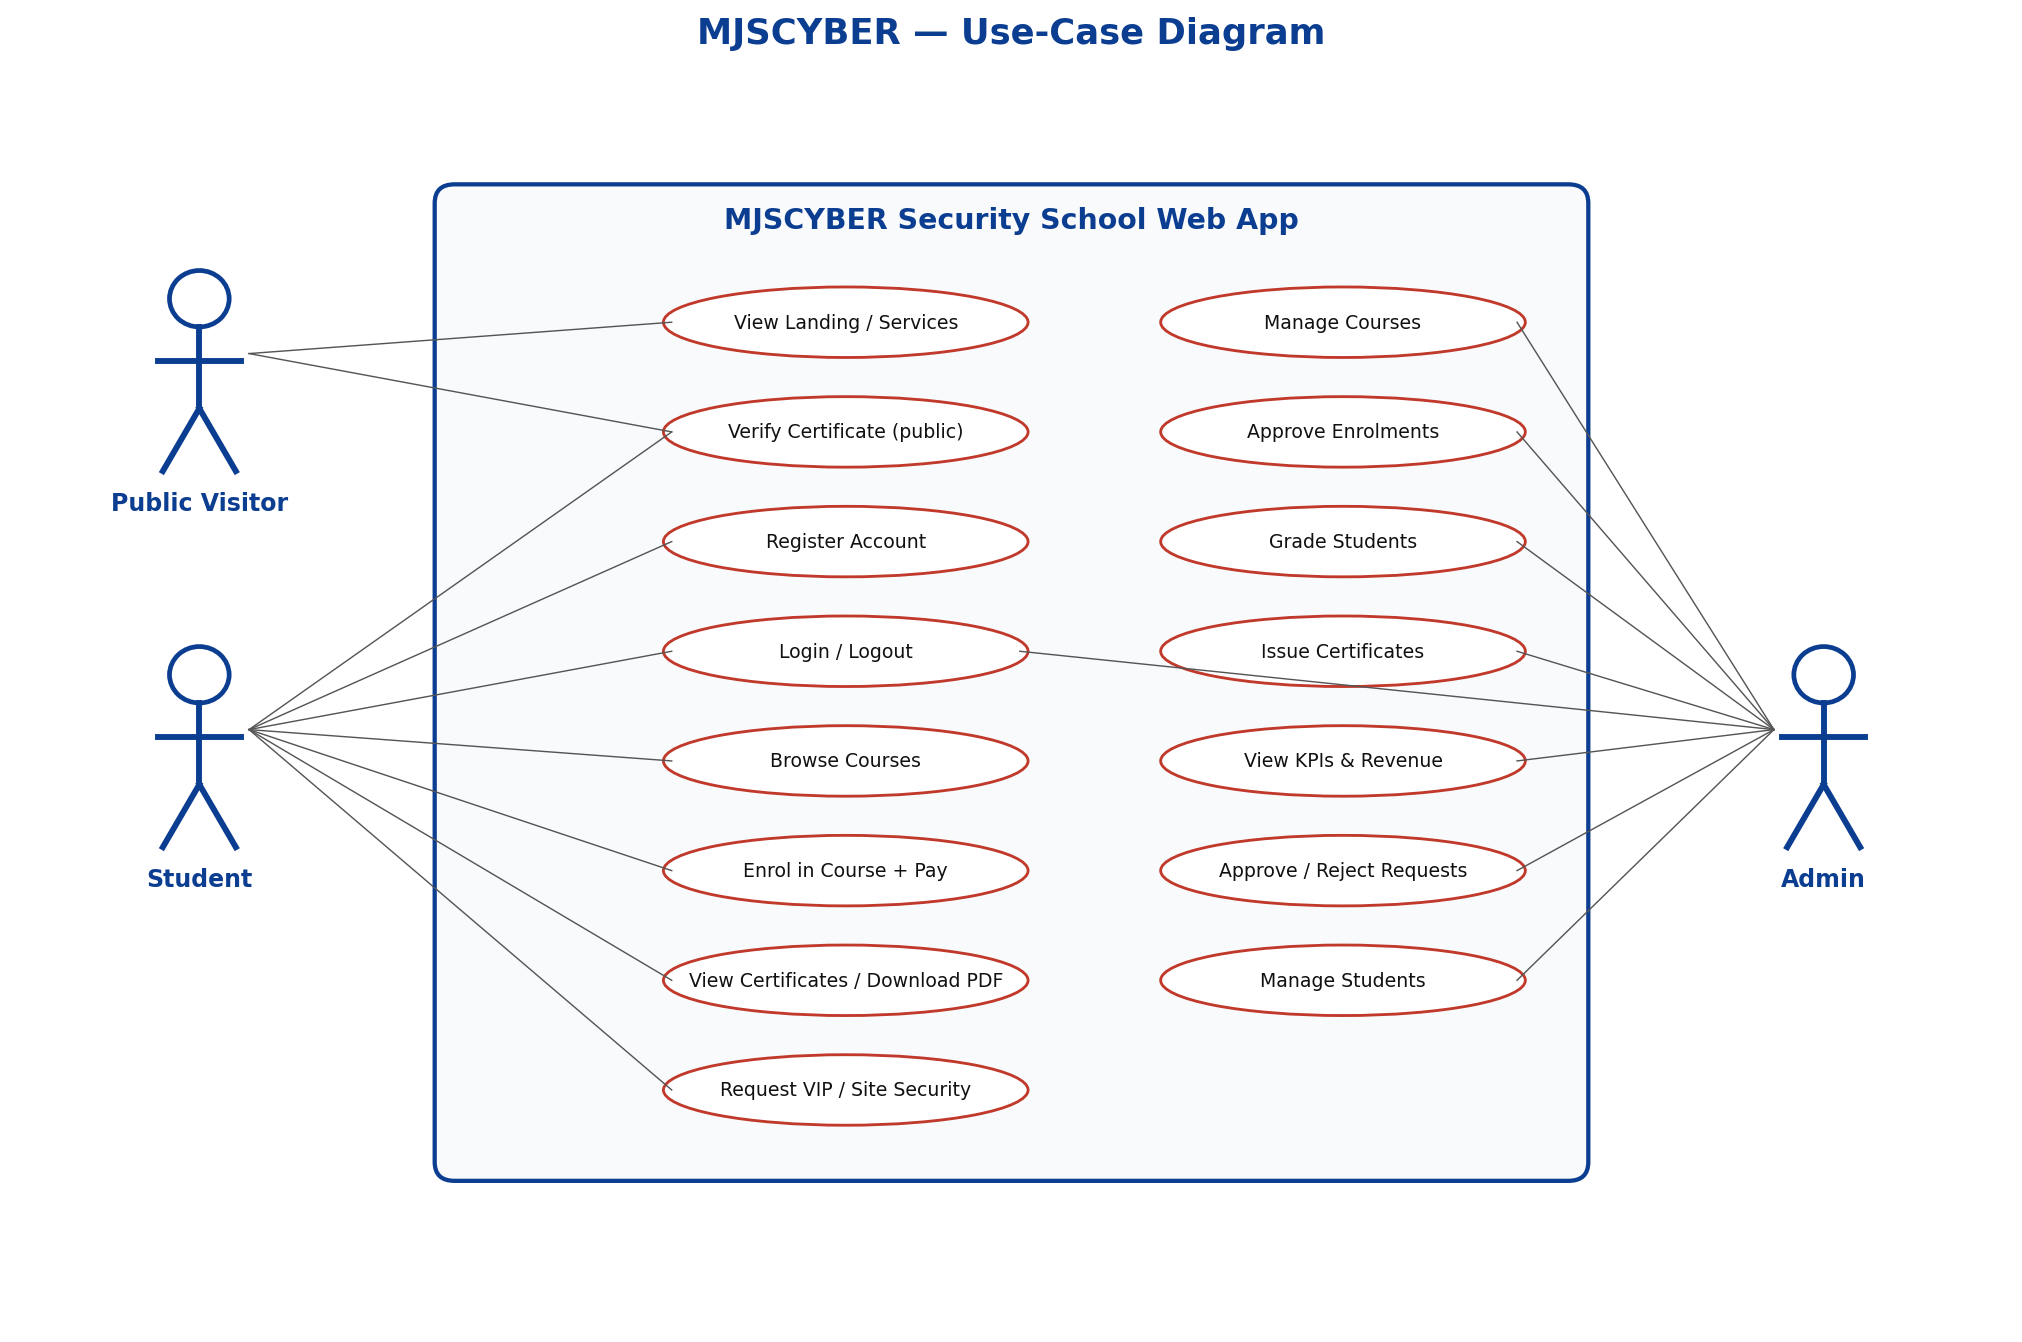 MJSCYBER — Use-Case Diagram
MJSCYBER Security School Web App
View Landing / Services
Manage Courses
Verify Certificate (public)
Approve Enrolments
Public Visitor
Register Account
Grade Students
Login / Logout
Issue Certificates
Browse Courses
View KPIs & Revenue
Student
Enrol in Course + Pay
Approve / Reject Requests
Admin
View Certificates / Download PDF
Manage Students
Request VIP / Site Security